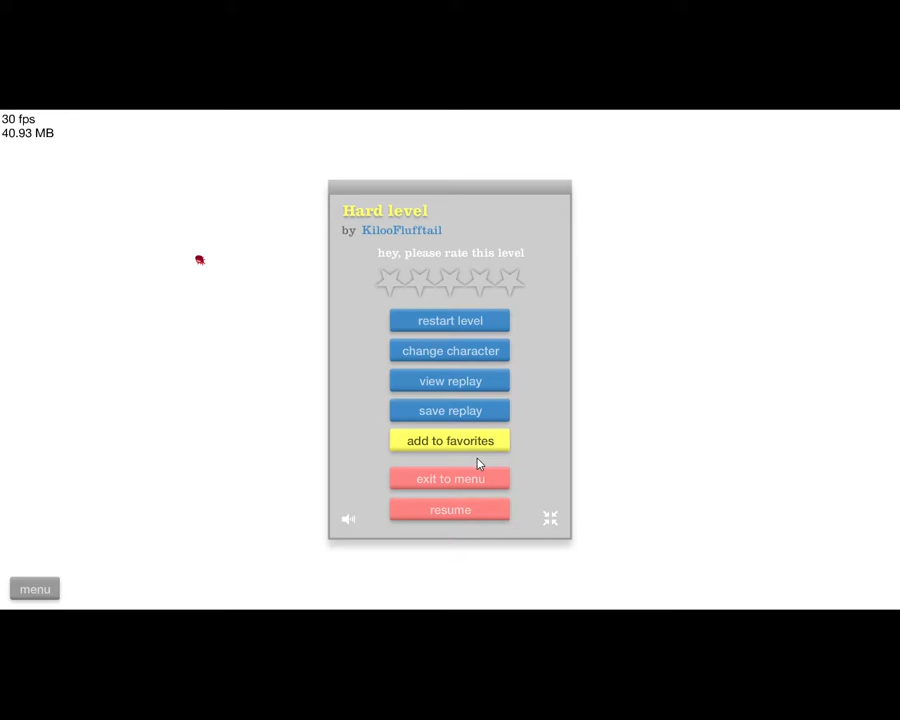 30 fps
40.93 MB
Hard level
by KilooFlufftail
hey, please rate this level
restart level
change character
view replay
save replay
add to favorites
exit to menu
resume
menu